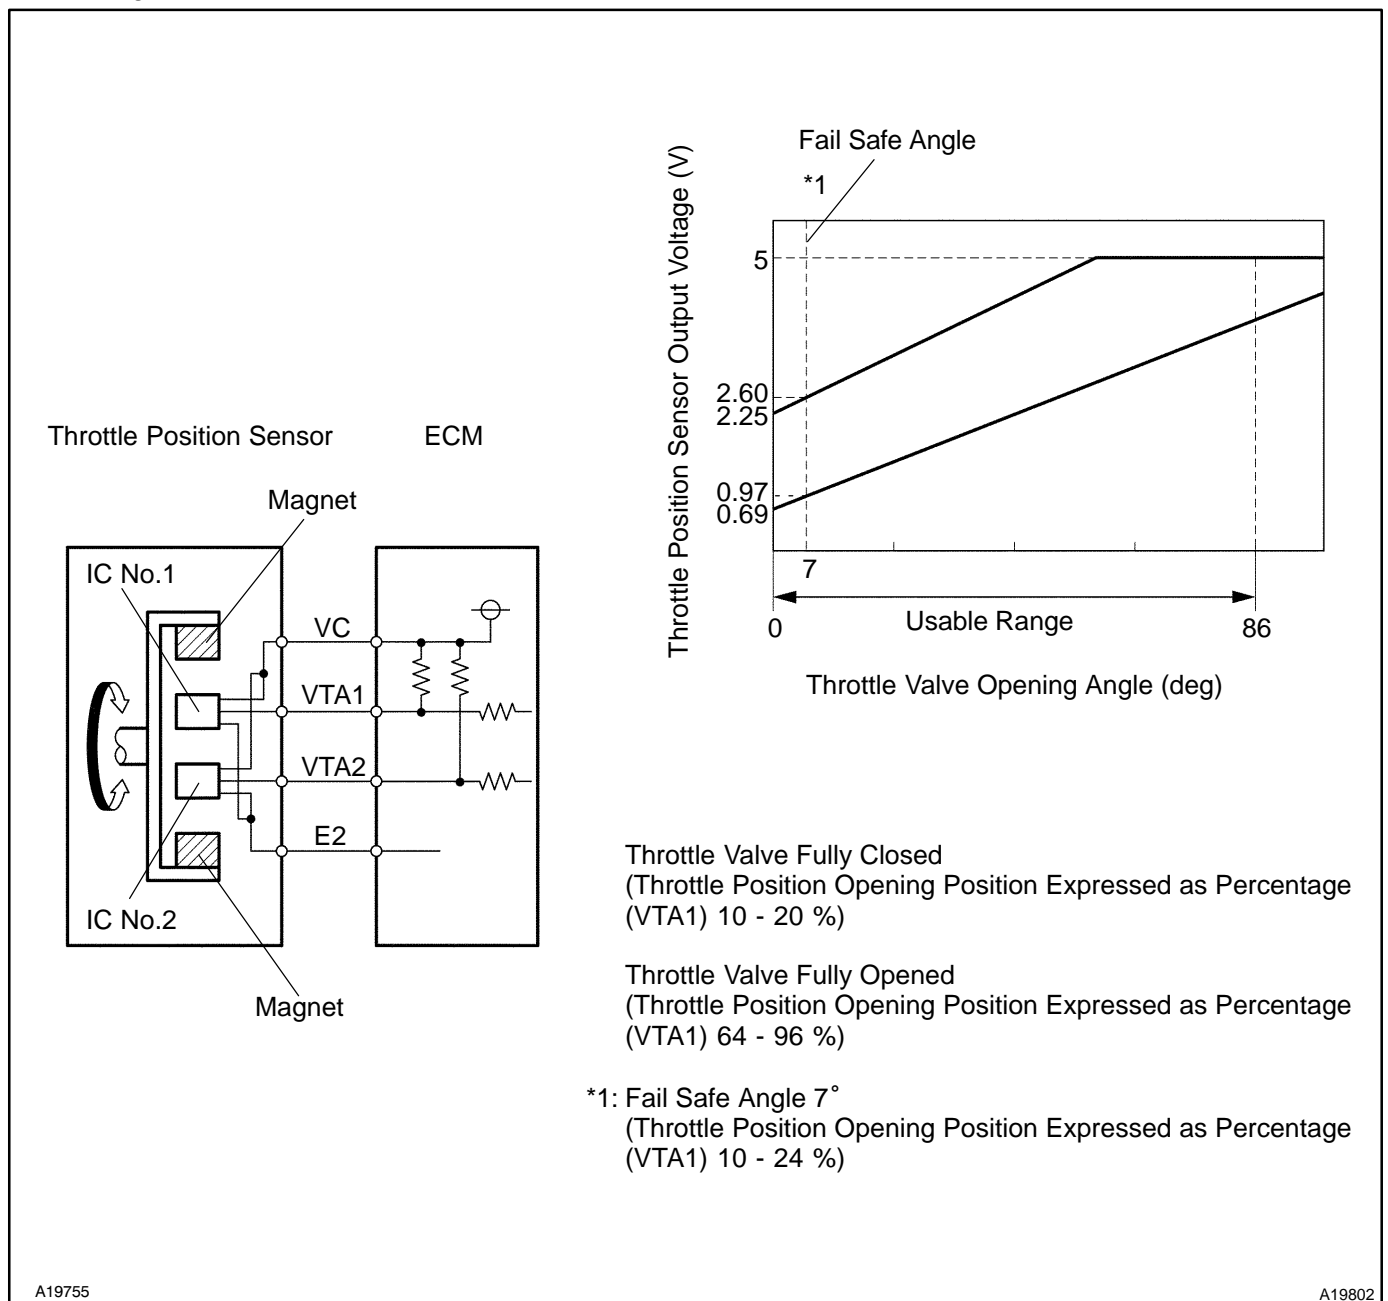 Fail Safe Angle
*1
Throttle Position Sensor Output Voltage (V)
5
2.60
2.25
0.97
0.69
7
0
Usable Range
86
Throttle Valve Opening Angle (deg)
Throttle Position Sensor
ECM
Magnet
IC No.1
VC
VTA1
VTA2
E2
IC No.2
Magnet
Throttle Valve Fully Closed
(Throttle Position Opening Position Expressed as Percentage
(VTA1) 10 - 20 %)
Throttle Valve Fully Opened
(Throttle Position Opening Position Expressed as Percentage
(VTA1) 64 - 96 %)
*1: Fail Safe Angle 7°
(Throttle Position Opening Position Expressed as Percentage
(VTA1) 10 - 24 %)
A19755
A19802